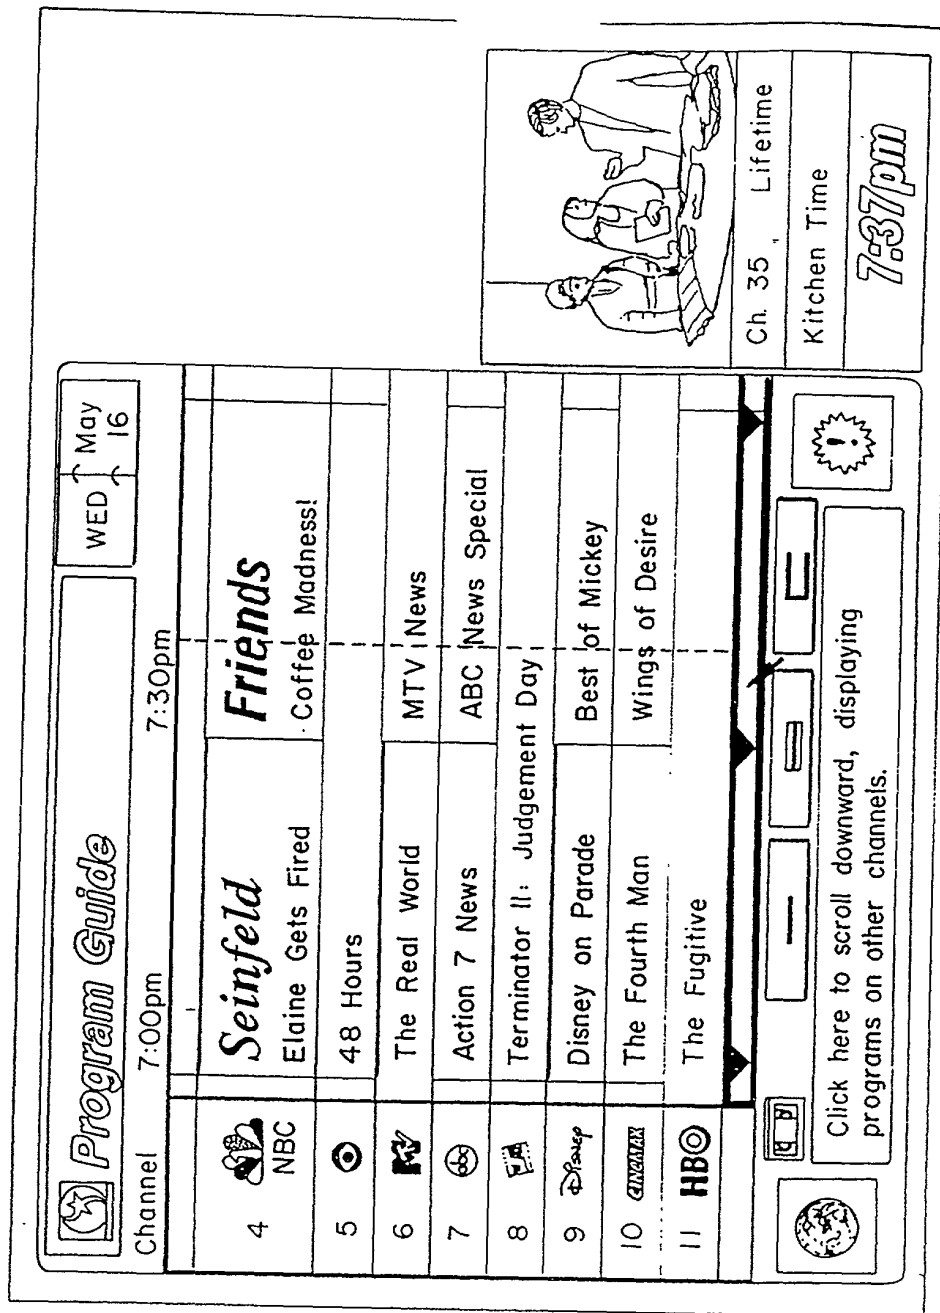 Program Guide
WED May
16
Channel 7:00pm 7:30pm
4 NBC Seinfeld Friends
Elaine Gets Fired Coffee Madness!
5 48 Hours
6 The Real World MTV News
7 abc Action 7 News ABC News Special
8 Terminator II: Judgement Day
9 Disney Disney on Parade Best of Mickey
10 CINEMAX The Fourth Man Wings of Desire
11 HBO The Fugitive
Click here to scroll downward, displaying
programs on other channels.
!
Ch. 35 Lifetime
Kitchen Time
7:37pm